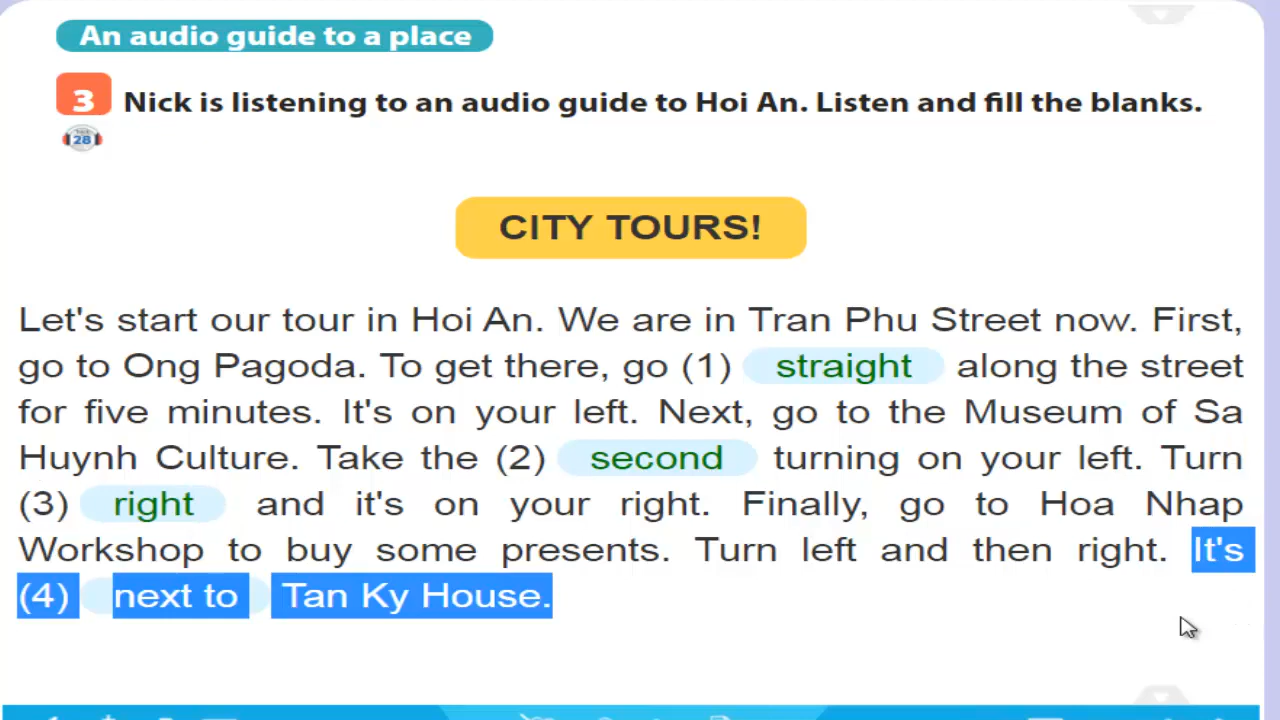 An audio guide to a place
3 Nick is listening to an audio guide to Hoi An. Listen and fill the blanks.
28
CITY TOURS!
Let's start our tour in Hoi An. We are in Tran Phu Street now. First,
go to Ong Pagoda. To get there, go (1) straight along the street
for five minutes. It's on your left. Next, go to the Museum of Sa
Huynh Culture. Take the (2) second turning on your left. Turn
(3) right and it's on your right. Finally, go to Hoa Nhap
Workshop to buy some presents. Turn left and then right. It's
(4) next to Tan Ky House.